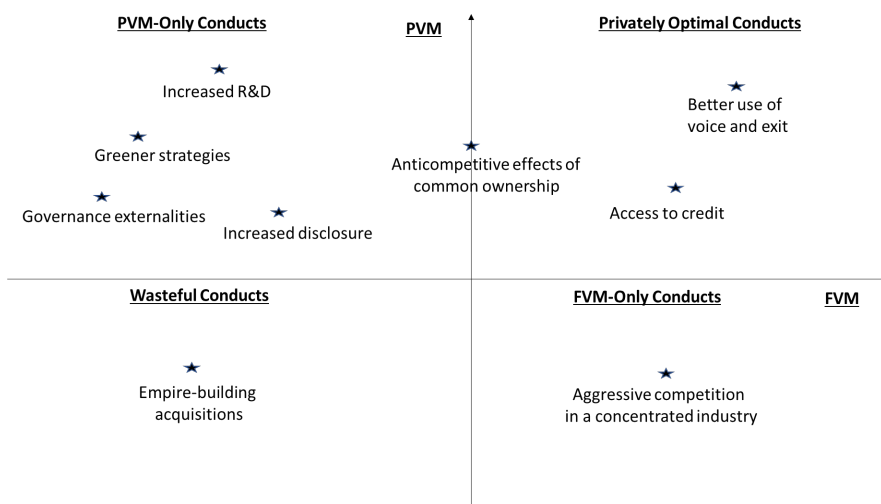 PVM-Only Conducts
PVM
Privately Optimal Conducts
Increased R&D
Better use of
voice and exit
Greener strategies
Anticompetitive effects of
common ownership
Governance externalities
Increased disclosure
Access to credit
Wasteful Conducts
FVM-Only Conducts
FVM
Empire-building
acquisitions
Aggressive competition
in a concentrated industry